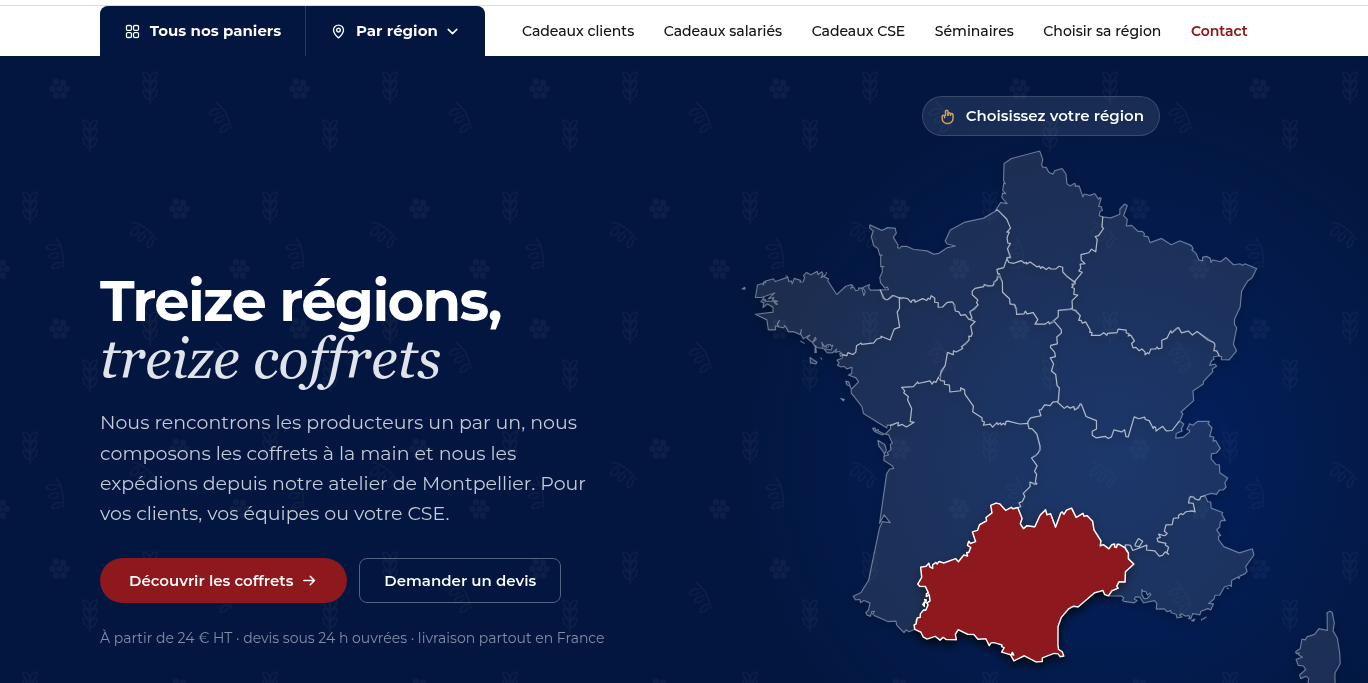 Tous nos paniers
Par région
Cadeaux clients
Cadeaux salariés
Cadeaux CSE
Séminaires
Choisir sa région
Contact
Choisissez votre région
Treize régions,
treize coffrets
Nous rencontrons les producteurs un par un, nous
composons les coffrets à la main et nous les
expédions depuis notre atelier de Montpellier. Pour
vos clients, vos équipes ou votre CSE.
Découvrir les coffrets →
Demander un devis
À partir de 24 € HT · devis sous 24 h ouvrées · livraison partout en France